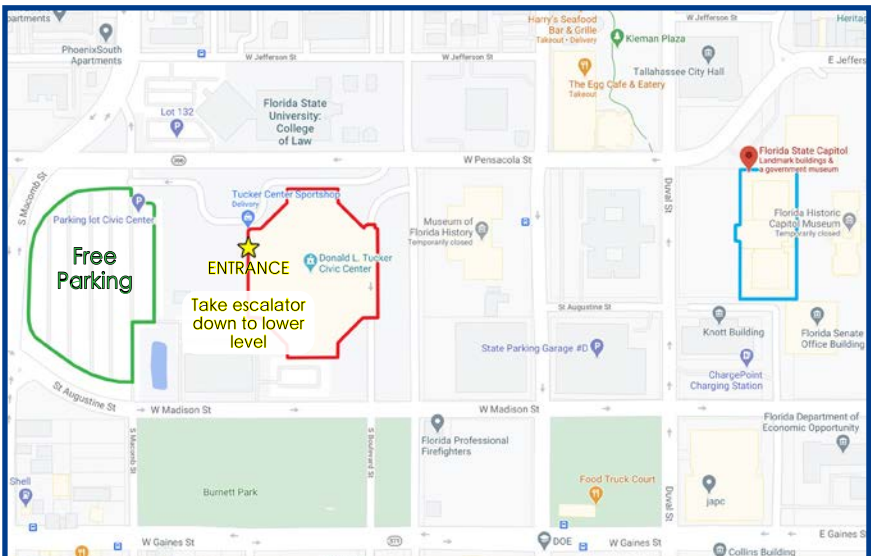 partments
PhoenixSouth
Apartments
W Jefferson St
W Jefferson St
W Jefferson St
Harry's Seafood
Bar & Grille
Takeout • Delivery
Kleman Plaza
The Egg Cafe & Eatery
Takeout
Tallahassee City Hall
Heritag
E Jeffers
Lot 132
Florida State
University:
College
of Law
366
W Pensacola St
S Macomb St
Parking lot Civic Center
Free
Parking
Tucker Center Sportshop
Delivery
ENTRANCE
Donald L. Tucker
Civic Center
Take escalator
down to lower
level
Museum of
Florida History
Temporarily closed
Duval St
Florida State Capitol
Landmark buildings &
a government museum
Florida Historic
Capitol Museum
Temporarily closed
St Augustine St
State Parking Garage #D
Knott Building
Florida Senate
Office Building
ChargePoint
Charging Station
St Augustine St
W Madison St
W Madison St
S Macomb St
S Boulevard St
Florida Professional
Firefighters
Florida Department of
Economic Opportunity
Shell
Burnett Park
Food Truck Court
Duval St
japc
W Gaines St
371
DOE
W Gaines St
E Gaines St
Collins Building